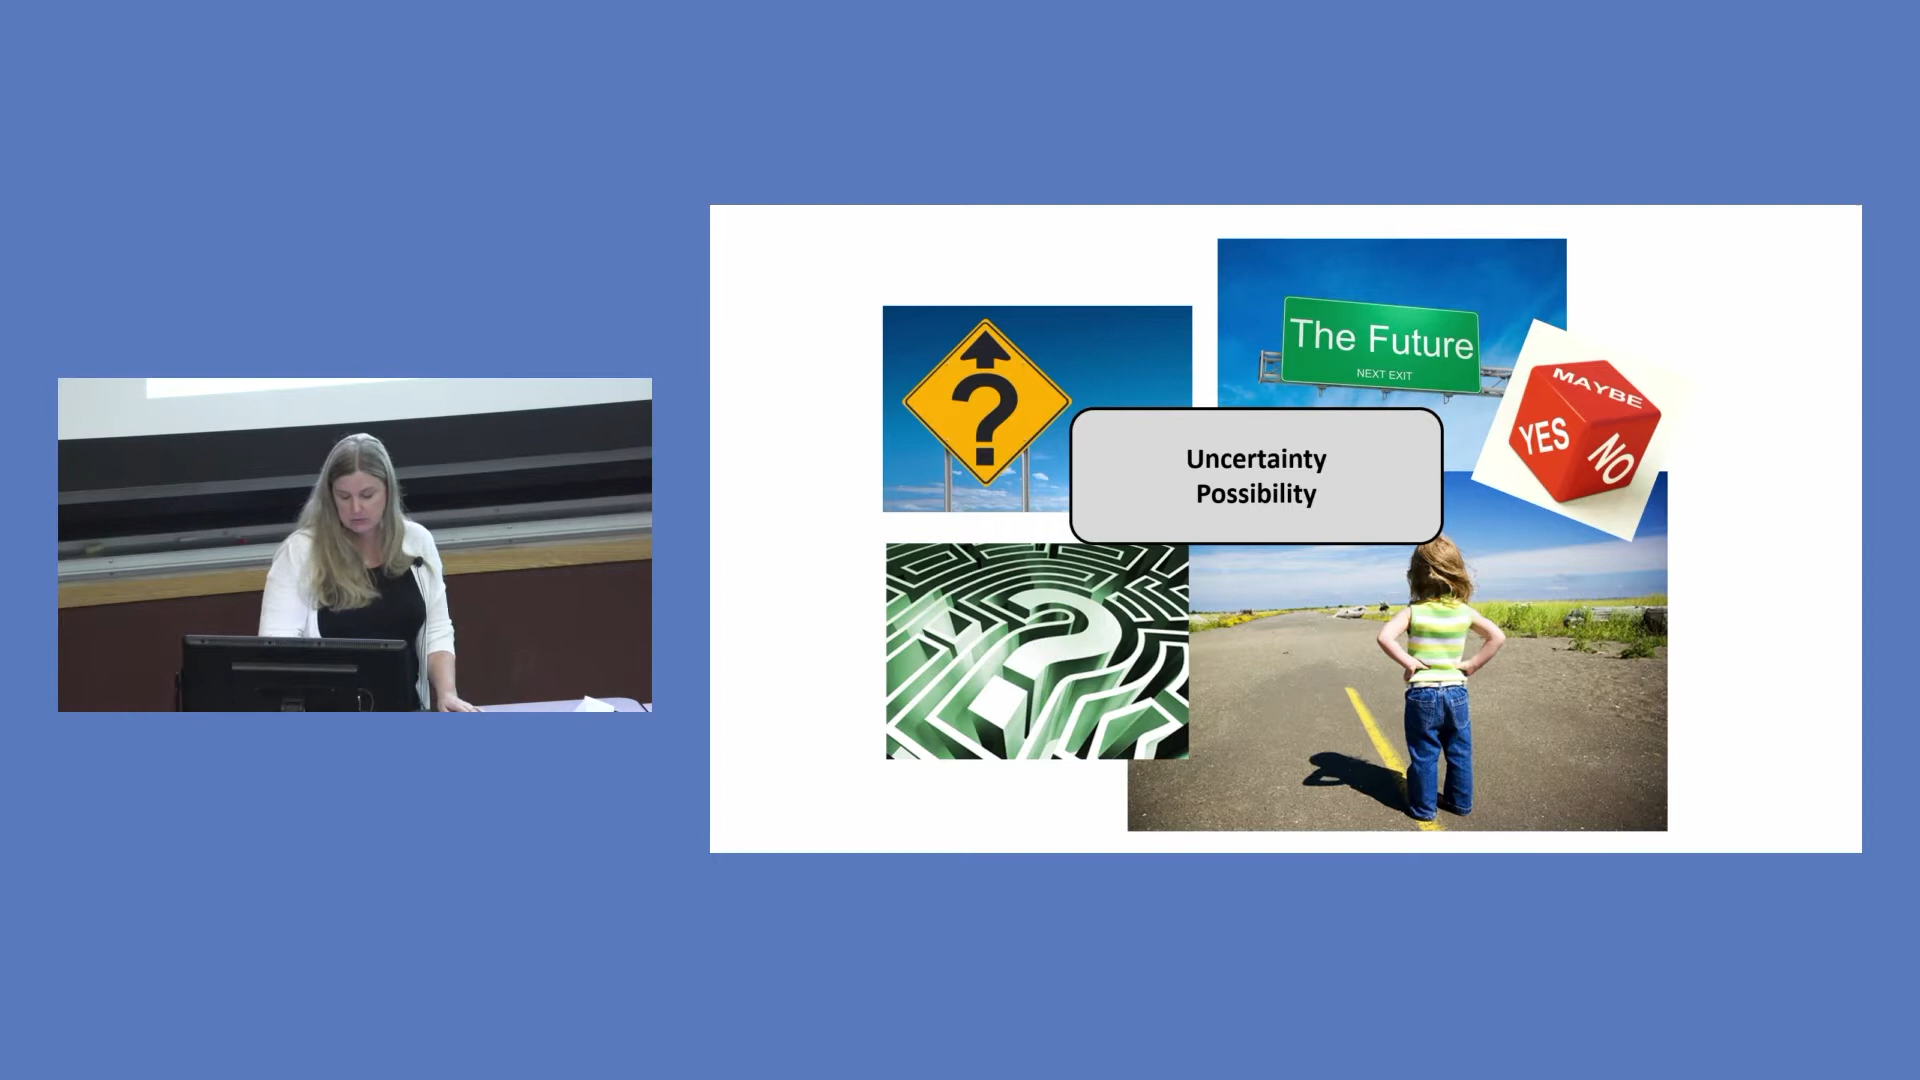 ?
The Future
NEXT EXIT
MAYBE
YES
NO
Uncertainty
Possibility
?